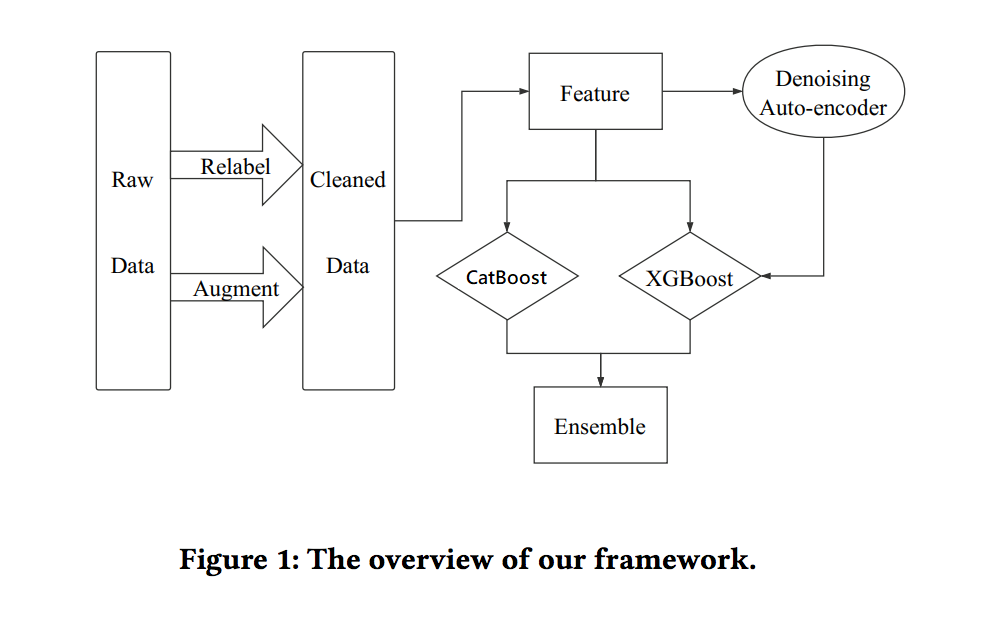 Raw
Data
Relabel
Augment
Cleaned
Data
Feature
Denoising
Auto-encoder
CatBoost
XGBoost
Ensemble
Figure 1: The overview of our framework.